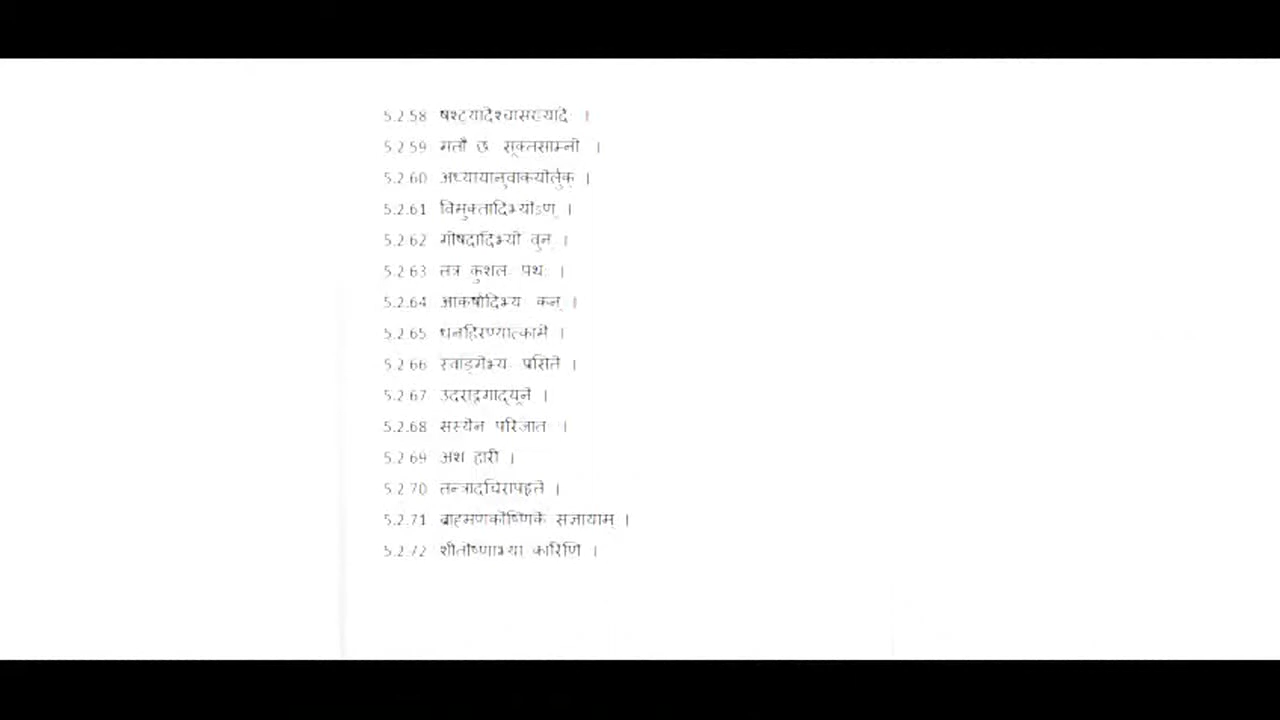 5.2.58 षश्ट्यादेश्चासंख्यादेः ।
5.2.59 मतौ छः सूक्तसाम्नोः ।
5.2.60 अध्यायानुवाकयोर्लुक् ।
5.2.61 विमुक्तादिभ्योऽण् ।
5.2.62 गोषदादिभ्यो वुन् ।
5.2.63 तत्र कुशलः पथः ।
5.2.64 आकर्षादिभ्यः कन् ।
5.2.65 धनहिरण्यात्कामे ।
5.2.66 स्वाङ्गेभ्यः प्रसिते ।
5.2.67 उदराट्ठगाद्यूने ।
5.2.68 सस्येन परिजातः ।
5.2.69 अंशं हारी ।
5.2.70 तन्त्रादचिरापहृते ।
5.2.71 ब्राह्मणकोष्णिके संज्ञायाम् ।
5.2.72 शीतोष्णाभ्यां कारिणि ।